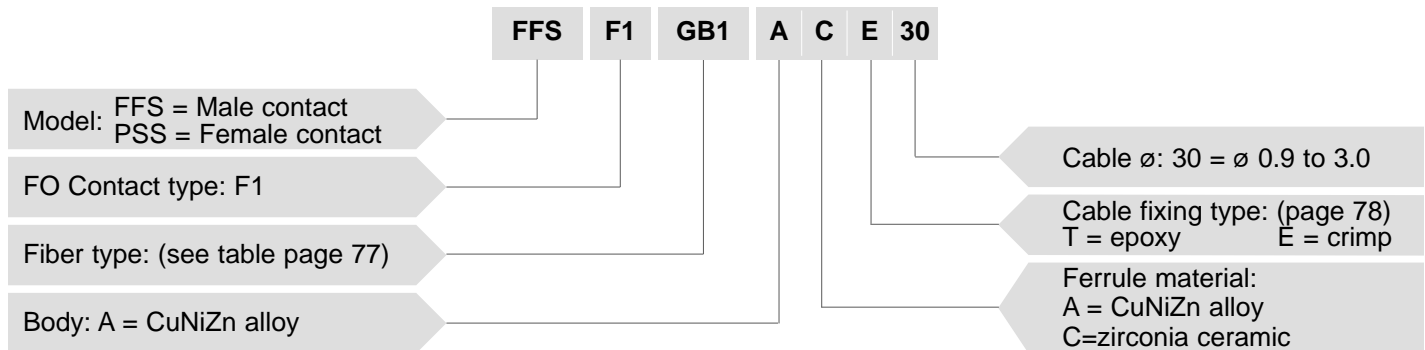 FFS F1 GB1 A C E 30
Model: FFS = Male contact
PSS = Female contact
FO Contact type: F1
Fiber type: (see table page 77)
Body: A = CuNiZn alloy
Cable ø: 30 = ø 0.9 to 3.0
Cable fixing type: (page 78)
T = epoxy E = crimp
Ferrule material:
A = CuNiZn alloy
C=zirconia ceramic